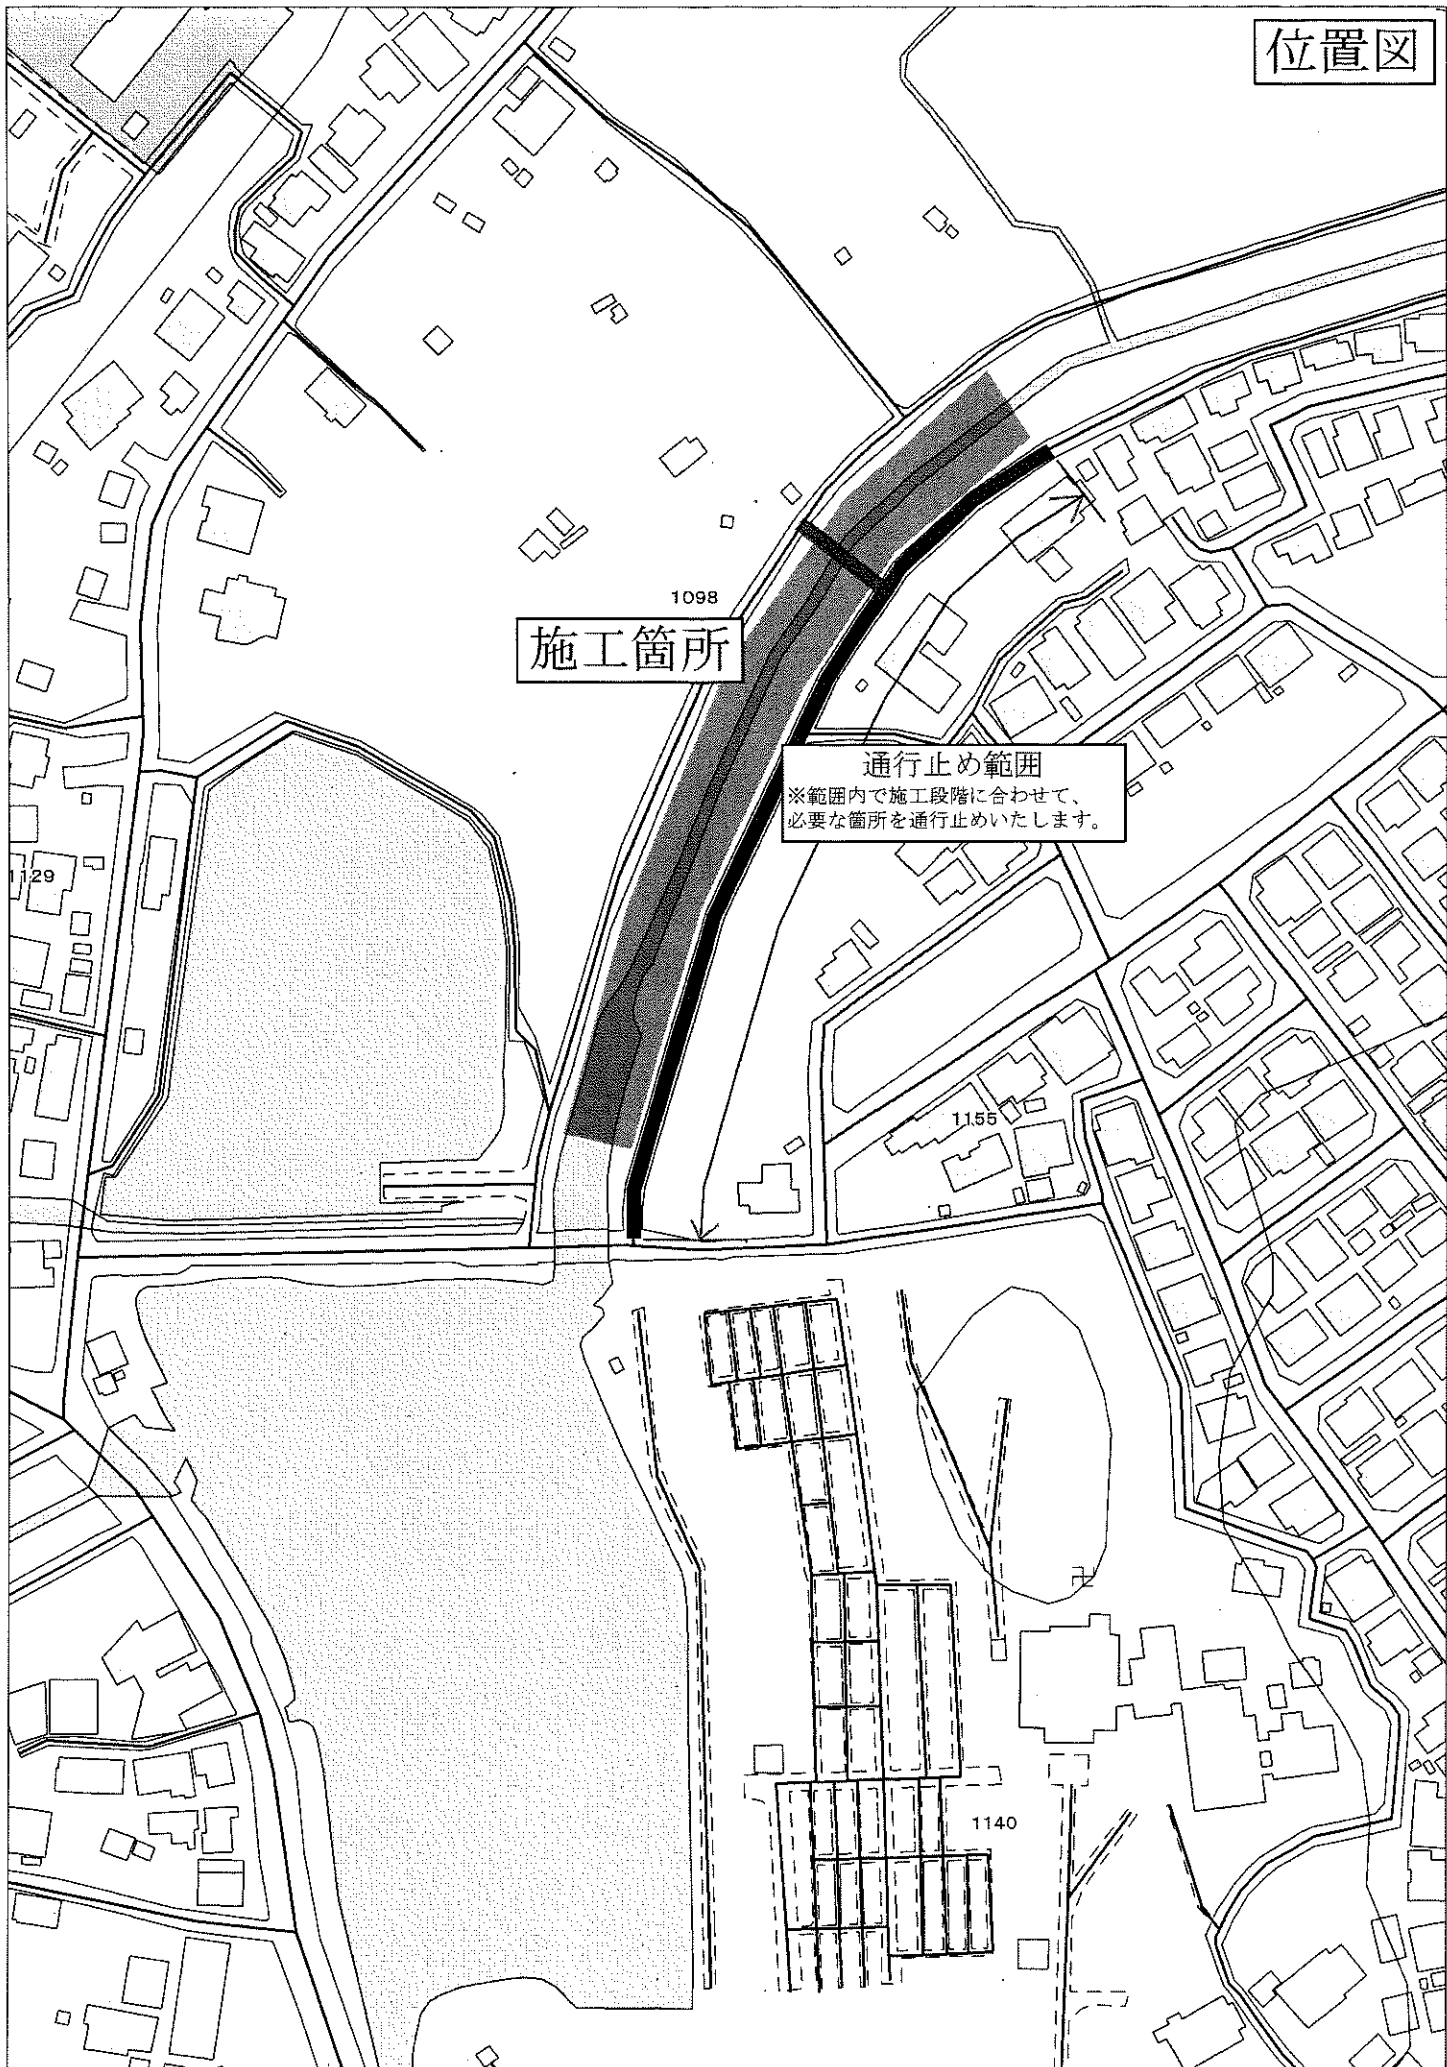 位置図
1098
施工箇所
通行止め範囲
※範囲内で施工段階に合わせて、
必要な箇所を通行止めいたします。
1129
1155
卍
1140